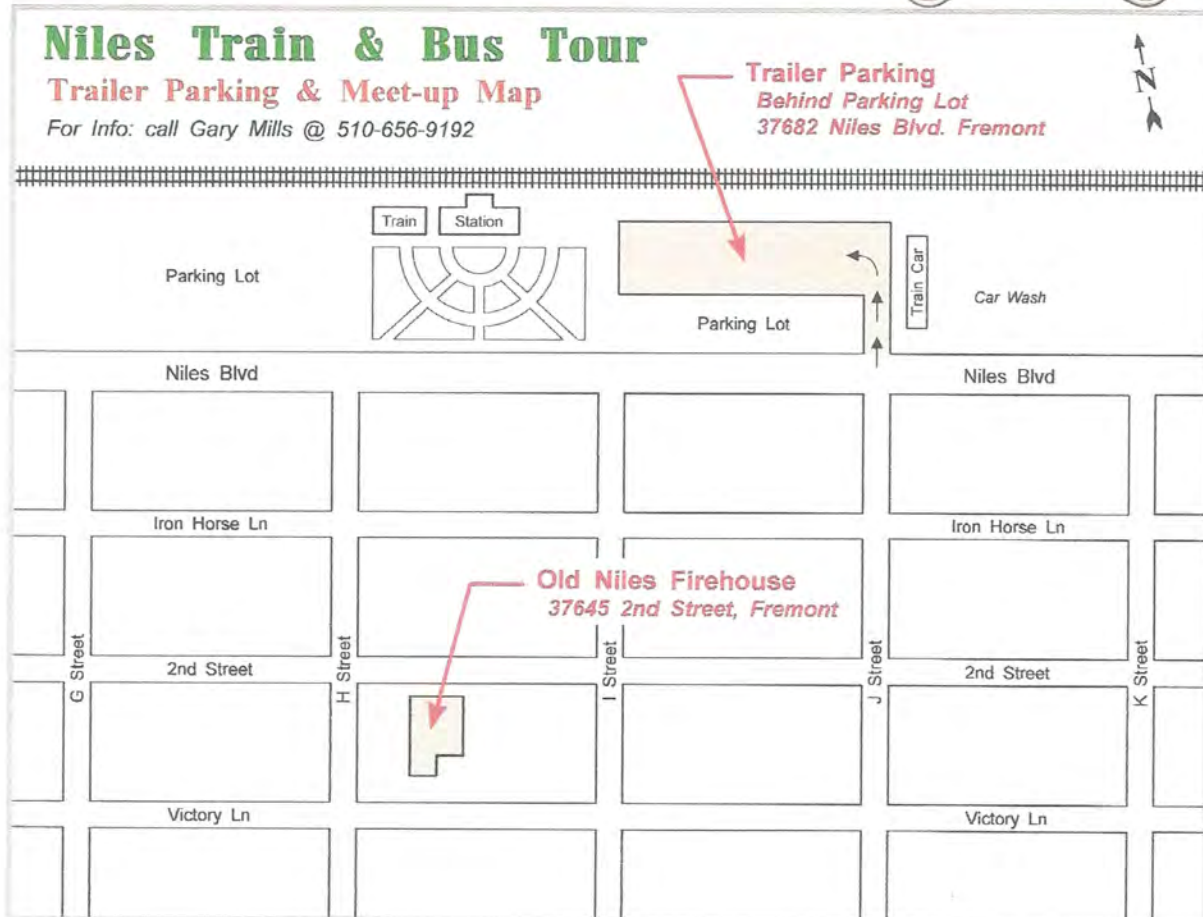 Niles Train & Bus Tour
Trailer Parking & Meet-up Map
For Info: call Gary Mills @ 510-656-9192
Trailer Parking
Behind Parking Lot
37682 Niles Blvd. Fremont
N
Train
Station
Parking Lot
Parking Lot
Train Car
Car Wash
Niles Blvd
Niles Blvd
Iron Horse Ln
Iron Horse Ln
Old Niles Firehouse
37645 2nd Street, Fremont
G Street
2nd Street
H Street
I Street
J Street
2nd Street
K Street
Victory Ln
Victory Ln